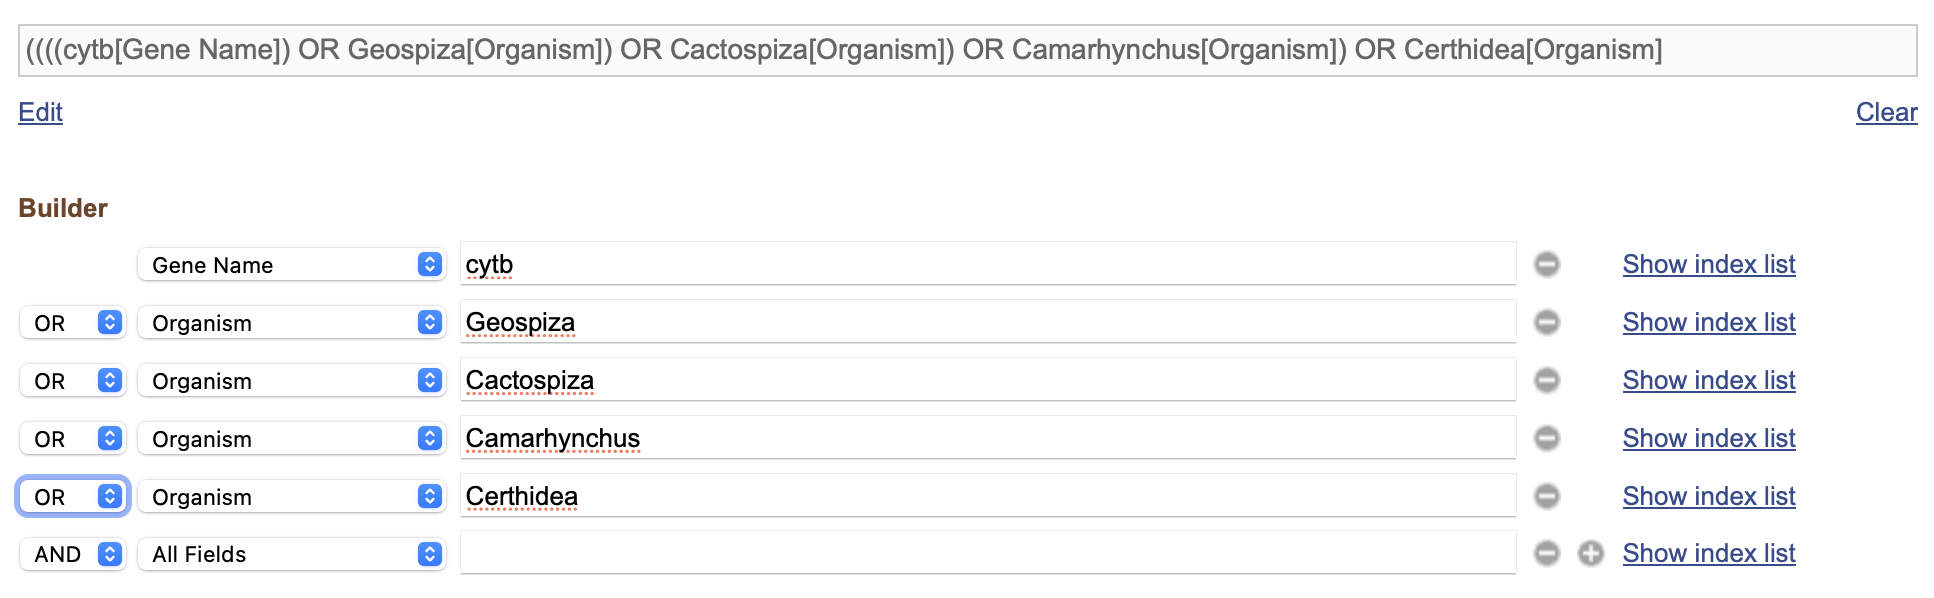 ((((cytb[Gene Name]) OR Geospiza[Organism]) OR Cactospiza[Organism]) OR Camarhynchus[Organism]) OR Certhidea[Organism]
Edit Clear
Builder
Gene Name cytb Show index list
OR Organism Geospiza Show index list
OR Organism Cactospiza Show index list
OR Organism Camarhynchus Show index list
OR Organism Certhidea Show index list
AND All Fields Show index list